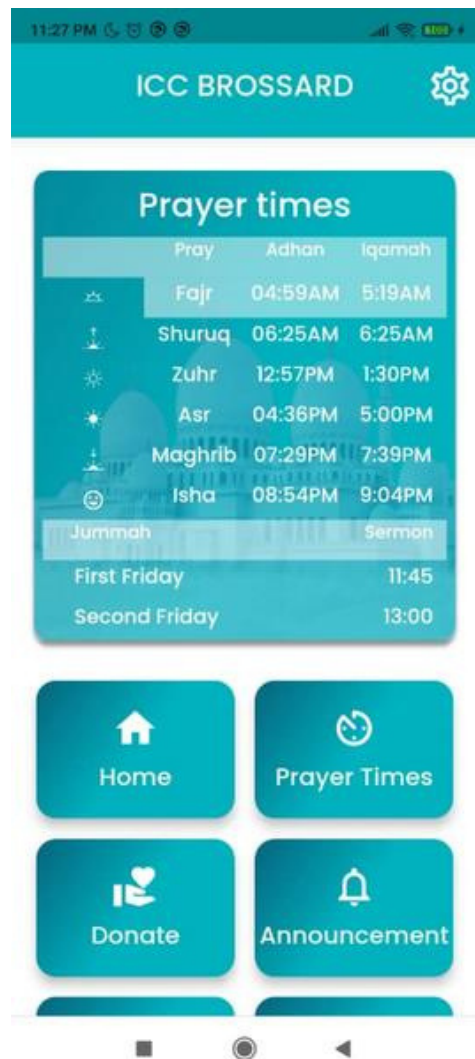 11:27 PM
ICC BROSSARD
Prayer times
Pray Adhan Iqamah
Fajr 04:59AM 5:19AM
Shuruq 06:25AM 6:25AM
Zuhr 12:57PM 1:30PM
Asr 04:36PM 5:00PM
Maghrib 07:29PM 7:39PM
Isha 08:54PM 9:04PM
Jummah Sermon
First Friday 11:45
Second Friday 13:00
Home Prayer Times
Donate Announcement